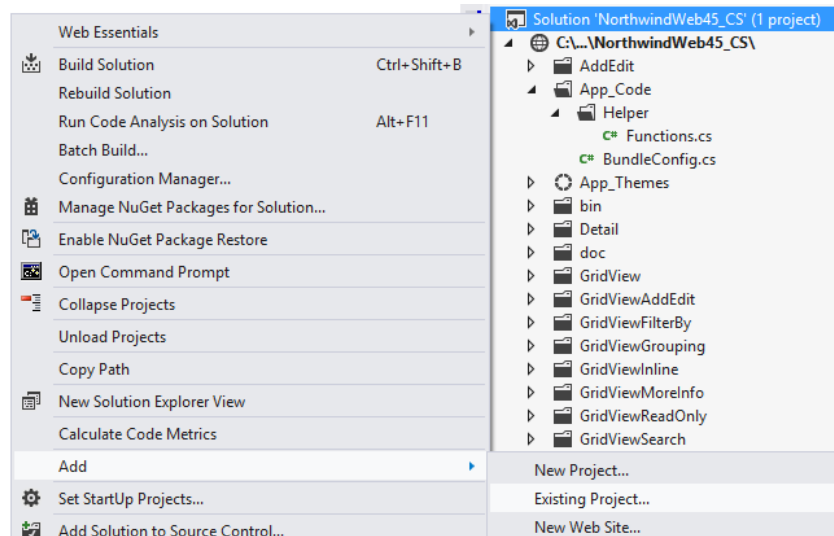 Web Essentials
Build Solution Ctrl+Shift+B
Rebuild Solution
Run Code Analysis on Solution Alt+F11
Batch Build...
Configuration Manager...
Manage NuGet Packages for Solution...
Enable NuGet Package Restore
Open Command Prompt
Collapse Projects
Unload Projects
Copy Path
New Solution Explorer View
Calculate Code Metrics
Add
Set StartUp Projects...
Add Solution to Source Control...
Solution 'NorthwindWeb45_CS' (1 project)
C:\...\NorthwindWeb45_CS\
AddEdit
App_Code
Helper
C# Functions.cs
C# BundleConfig.cs
App_Themes
bin
Detail
doc
GridView
GridViewAddEdit
GridViewFilterBy
GridViewGrouping
GridViewInline
GridViewMoreInfo
GridViewReadOnly
GridViewSearch
New Project...
Existing Project...
New Web Site...